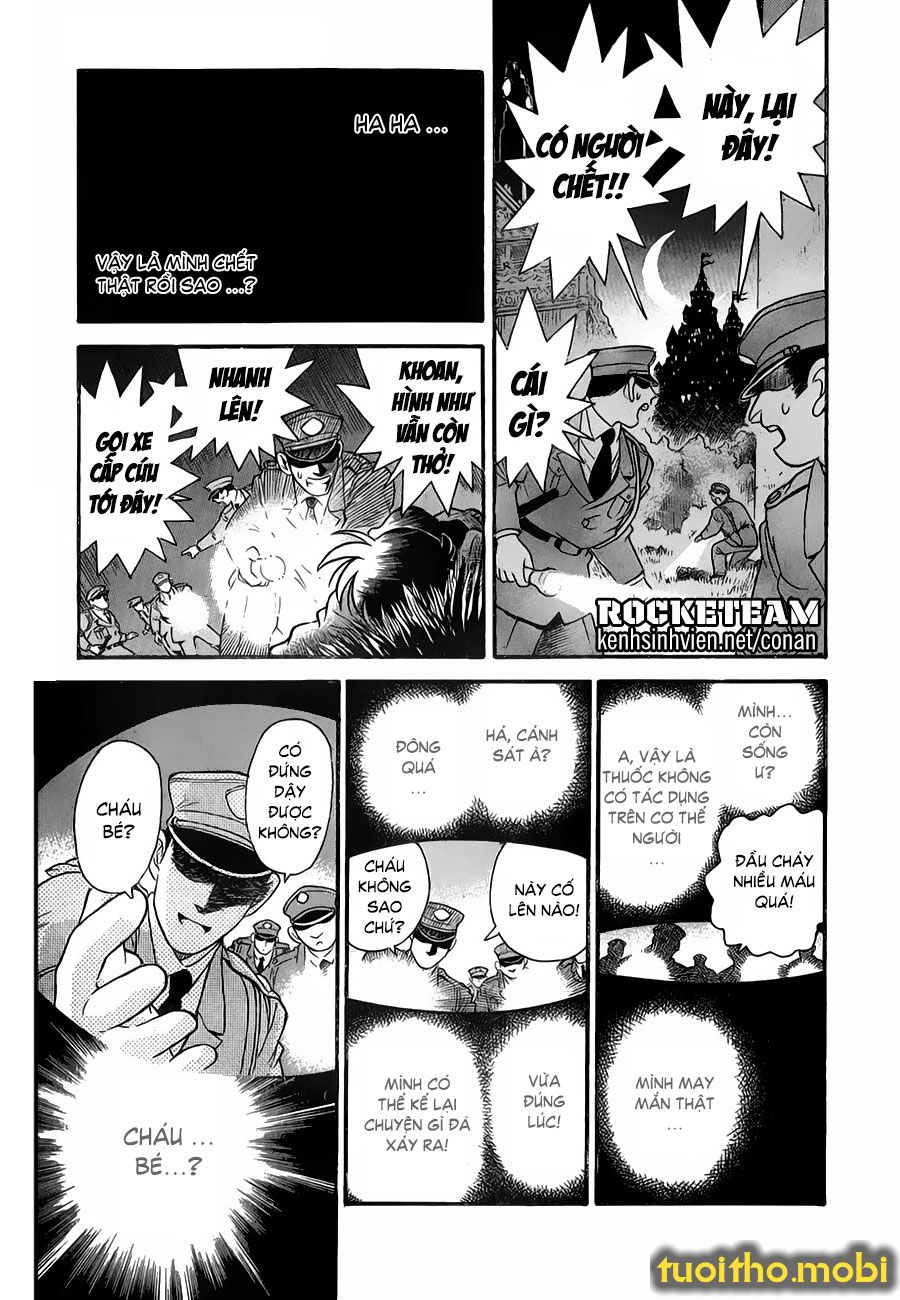 NÀY, LẠI
ĐÂY!
CÓ NGƯỜI
CHẾT!!
CÁI
GÌ?
ROCKETEAM
kenhsinhvien.net/conan
HA HA ...
VẬY LÀ MÌNH CHẾT
THẬT RỒI SAO ...?
KHOAN,
HÌNH NHƯ
VẪN CÒN
THỞ!
NHANH
LÊN!
GỌI XE
CẤP CỨU
TỚI ĐÂY!
MÌNH...
CÒN
SỐNG
Ư?
A, VẬY LÀ
THUỐC KHÔNG
CÓ TÁC DỤNG
TRÊN CƠ THỂ
NGƯỜI
...
ĐẦU CHẢY
NHIỀU MÁU
QUÁ!
MÌNH MAY
MẮN THẬT
...
HẢ, CẢNH
SÁT À?
ĐÔNG
QUÁ
...
NÀY CỐ
LÊN NÀO!
CHÁU
KHÔNG
SAO
CHỨ?
VỪA
ĐÚNG
LÚC!
MÌNH CÓ
THỂ KỂ LẠI
CHUYỆN GÌ ĐÃ
XẢY RA!
CÓ
ĐỨNG
DẬY
ĐƯỢC
KHÔNG?
CHÁU
BÉ?
CHÁU ...
BÉ...?
tuoitho.mobi